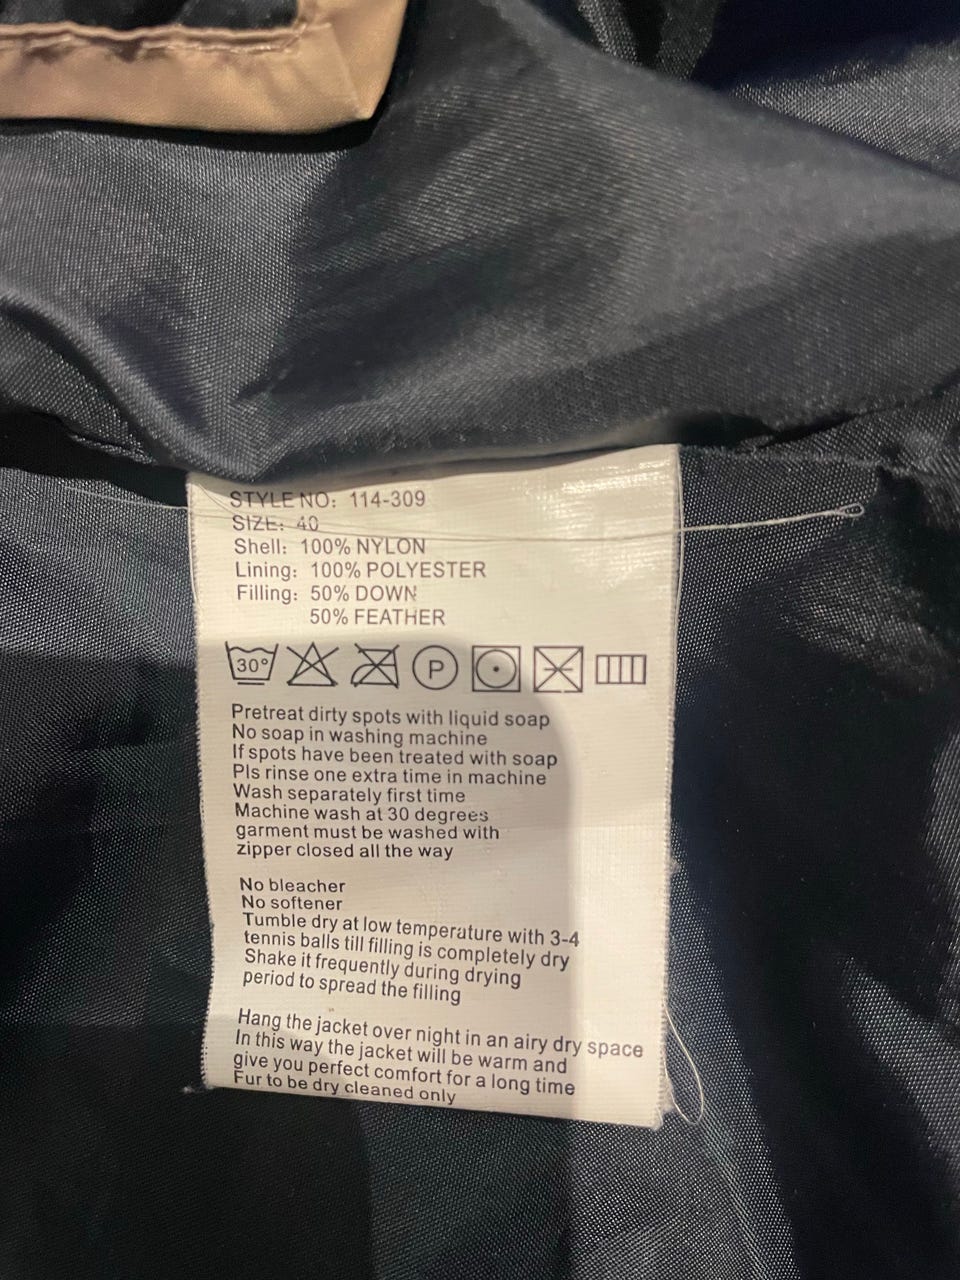 STYLE NO: 114-309
SIZE: 40
Shell: 100% NYLON
Lining: 100% POLYESTER
Filling: 50% DOWN
50% FEATHER
30° P
Pretreat dirty spots with liquid soap
No soap in washing machine
If spots have been treated with soap
Pls rinse one extra time in machine
Wash separately first time
Machine wash at 30 degrees
garment must be washed with
zipper closed all the way
No bleacher
No softener
Tumble dry at low temperature with 3-4
tennis balls till filling is completely dry
Shake it frequently during drying
period to spread the filling
Hang the jacket over night in an airy dry space
In this way the jacket will be warm and
give you perfect comfort for a long time
Fur to be dry cleaned only